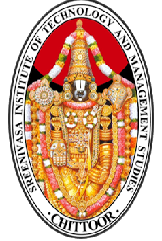 SREENIVASA INSTITUTE OF TECHNOLOGY AND MANAGEMENT STUDIES
·CHITTOOR·